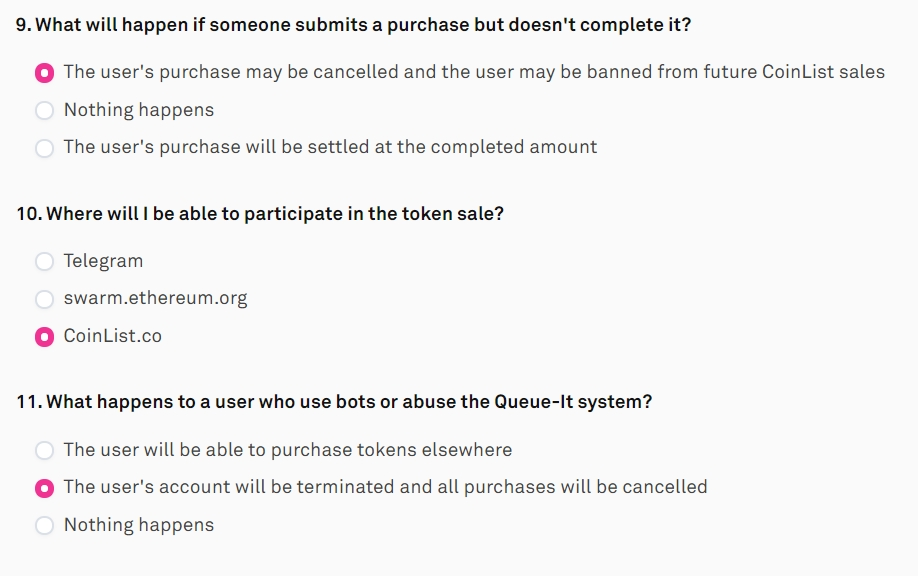 9. What will happen if someone submits a purchase but doesn't complete it?
The user's purchase may be cancelled and the user may be banned from future CoinList sales
Nothing happens
The user's purchase will be settled at the completed amount
10. Where will I be able to participate in the token sale?
Telegram
swarm.ethereum.org
CoinList.co
11. What happens to a user who use bots or abuse the Queue-It system?
The user will be able to purchase tokens elsewhere
The user's account will be terminated and all purchases will be cancelled
Nothing happens